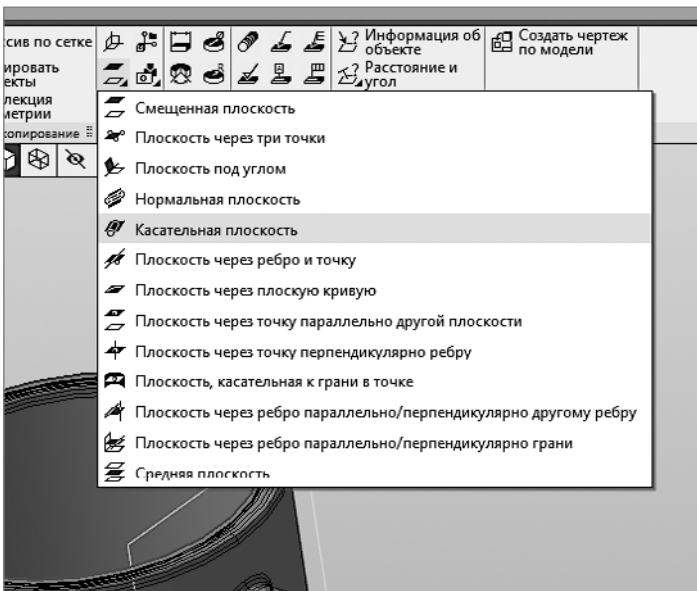 сив по сетке
Информация об
объекте
Создать чертеж
по модели
ировать
екты
Расстояние и
угол
лекция
метрии
копирование
Смещенная плоскость
Плоскость через три точки
Плоскость под углом
Нормальная плоскость
Касательная плоскость
Плоскость через ребро и точку
Плоскость через плоскую кривую
Плоскость через точку параллельно другой плоскости
Плоскость через точку перпендикулярно ребру
Плоскость, касательная к грани в точке
Плоскость через ребро параллельно/перпендикулярно другому ребру
Плоскость через ребро параллельно/перпендикулярно грани
Средняя плоскость